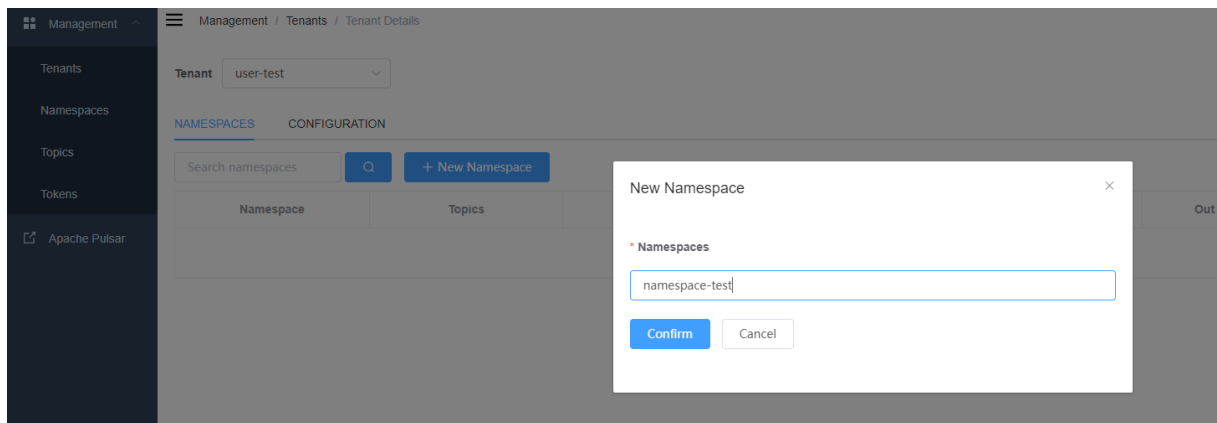 Management
Management / Tenants / Tenant Details
Tenants
Namespaces
Topics
Tokens
Apache Pulsar
Tenant user-test
NAMESPACES CONFIGURATION
Search namespaces + New Namespace
Namespace Topics Out
New Namespace
* Namespaces
namespace-test
Confirm Cancel